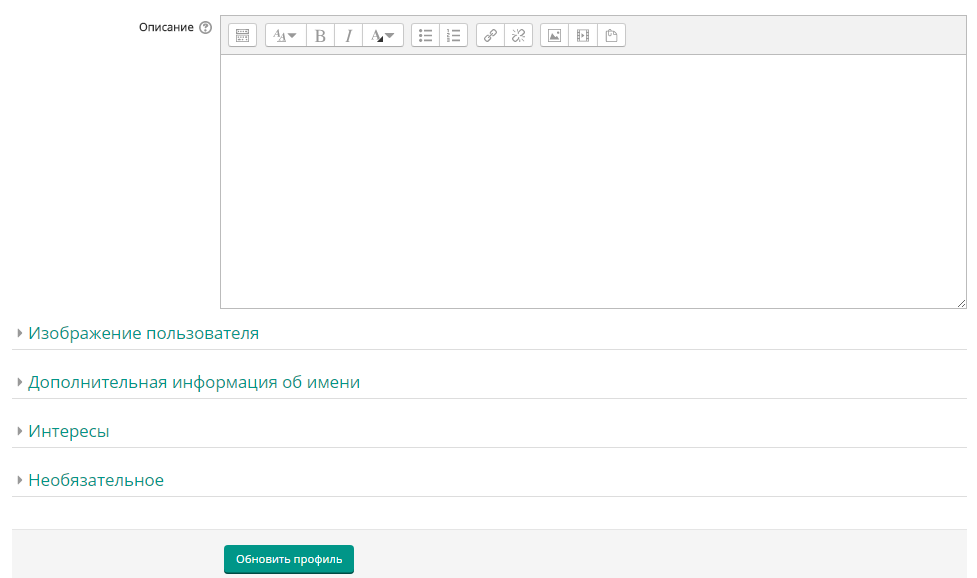 Описание
Изображение пользователя
Дополнительная информация об имени
Интересы
Необязательное
Обновить профиль